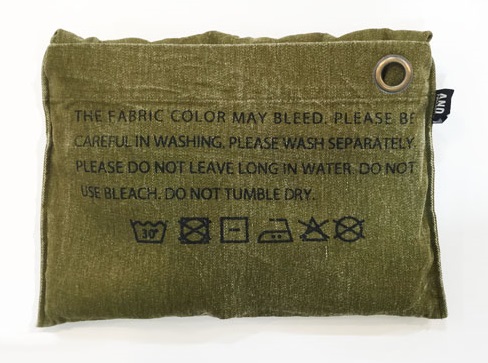 THE FABRIC COLOR MAY BLEED. PLEASE BE
CAREFUL IN WASHING. PLEASE WASH SEPARATELY.
PLEASE DO NOT LEAVE LONG IN WATER. DO NOT
USE BLEACH. DO NOT TUMBLE DRY.
30°
AND